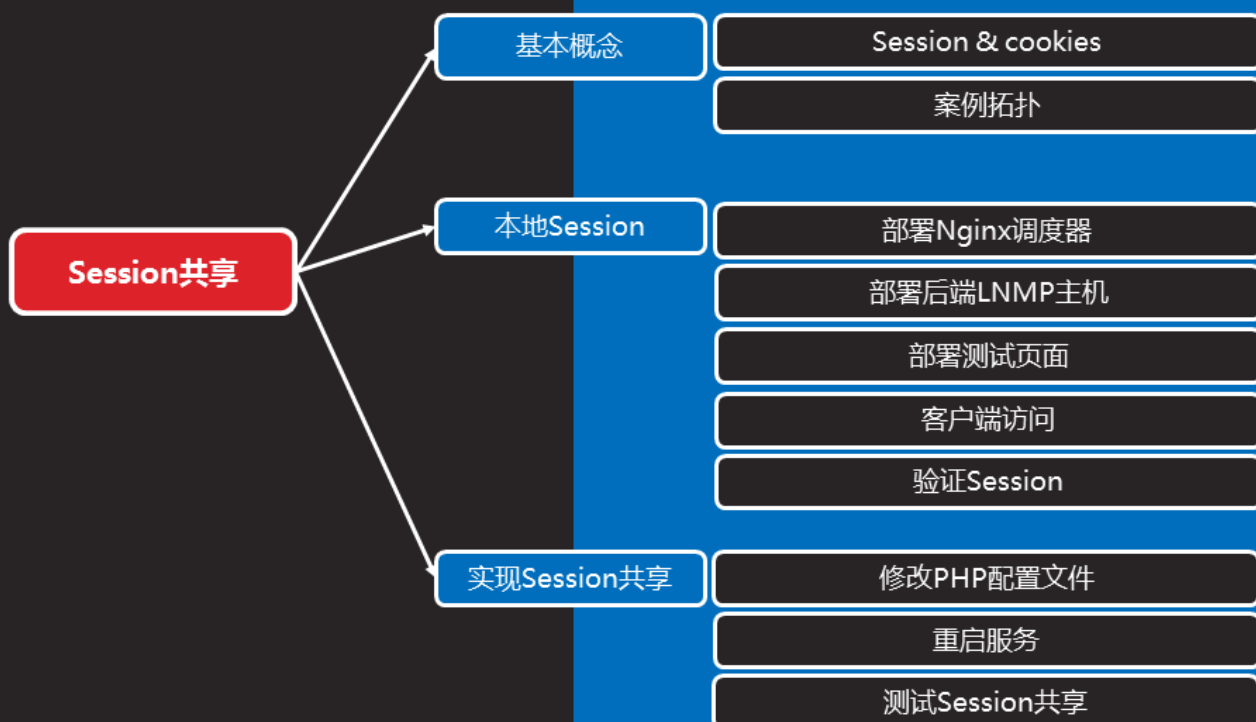 Session共享
基本概念
Session & cookies
案例拓扑
本地Session
部署Nginx调度器
部署后端LNMP主机
部署测试页面
客户端访问
验证Session
实现Session共享
修改PHP配置文件
重启服务
测试Session共享